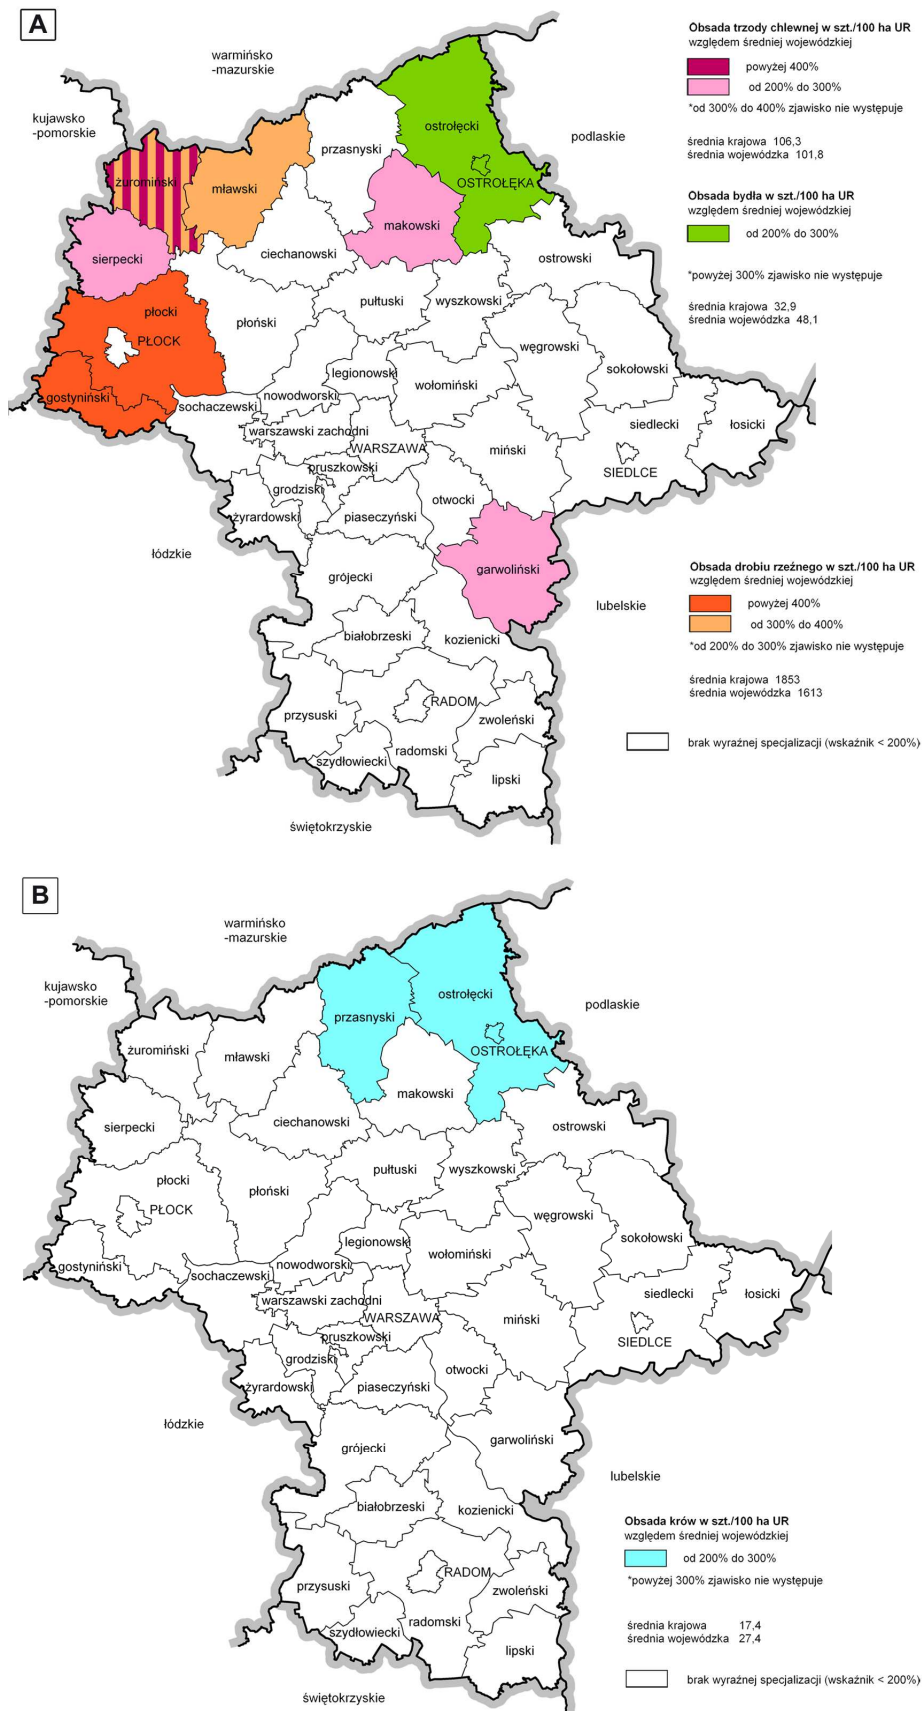 A
warmińsko
-mazurskie
kujawsko
-pomorskie
podlaskie
przasnyski
ostrołęcki
OSTROŁĘKA
żuromiński
mławski
makowski
sierpecki
ciechanowski
ostrowski
płocki
PŁOCK
płoński
pułtuski
wyszkowski
węgrowski
sokołowski
legionowski
wołomiński
gostyniński
sochaczewski
nowodworski
warszawski zachodni
WARSZAWA
miński
siedlecki
łosicki
SIEDLCE
pruszkowski
grodziski
otwocki
żyrardowski
piaseczyński
łódzkie
grójecki
garwoliński
lubelskie
białobrzeski
kozienicki
RADOM
przysuski
zwoleński
szydłowiecki
radomski
lipski
świętokrzyskie
Obsada trzody chlewnej w szt./100 ha UR
względem średniej wojewódzkiej
powyżej 400%
od 200% do 300%
*od 300% do 400% zjawisko nie występuje
średnia krajowa 106,3
średnia wojewódzka 101,8
Obsada bydła w szt./100 ha UR
względem średniej wojewódzkiej
od 200% do 300%
*powyżej 300% zjawisko nie występuje
średnia krajowa 32,9
średnia wojewódzka 48,1
Obsada drobiu rzeźnego w szt./100 ha UR
względem średniej wojewódzkiej
powyżej 400%
od 300% do 400%
*od 200% do 300% zjawisko nie występuje
średnia krajowa 1853
średnia wojewódzka 1613
brak wyraźnej specjalizacji (wskaźnik < 200%)
B
warmińsko
-mazurskie
kujawsko
-pomorskie
podlaskie
ostrołęcki
przasnyski
OSTROŁĘKA
żuromiński
mławski
makowski
sierpecki
ciechanowski
ostrowski
płocki
PŁOCK
płoński
pułtuski
wyszkowski
węgrowski
sokołowski
legionowski
wołomiński
gostyniński
sochaczewski
nowodworski
warszawski zachodni
WARSZAWA
miński
siedlecki
łosicki
SIEDLCE
pruszkowski
grodziski
otwocki
żyrardowski
piaseczyński
łódzkie
grójecki
garwoliński
lubelskie
białobrzeski
kozienicki
RADOM
przysuski
zwoleński
szydłowiecki
radomski
lipski
świętokrzyskie
Obsada krów w szt./100 ha UR
względem średniej wojewódzkiej
od 200% do 300%
*powyżej 300% zjawisko nie występuje
średnia krajowa 17,4
średnia wojewódzka 27,4
brak wyraźnej specjalizacji (wskaźnik < 200%)